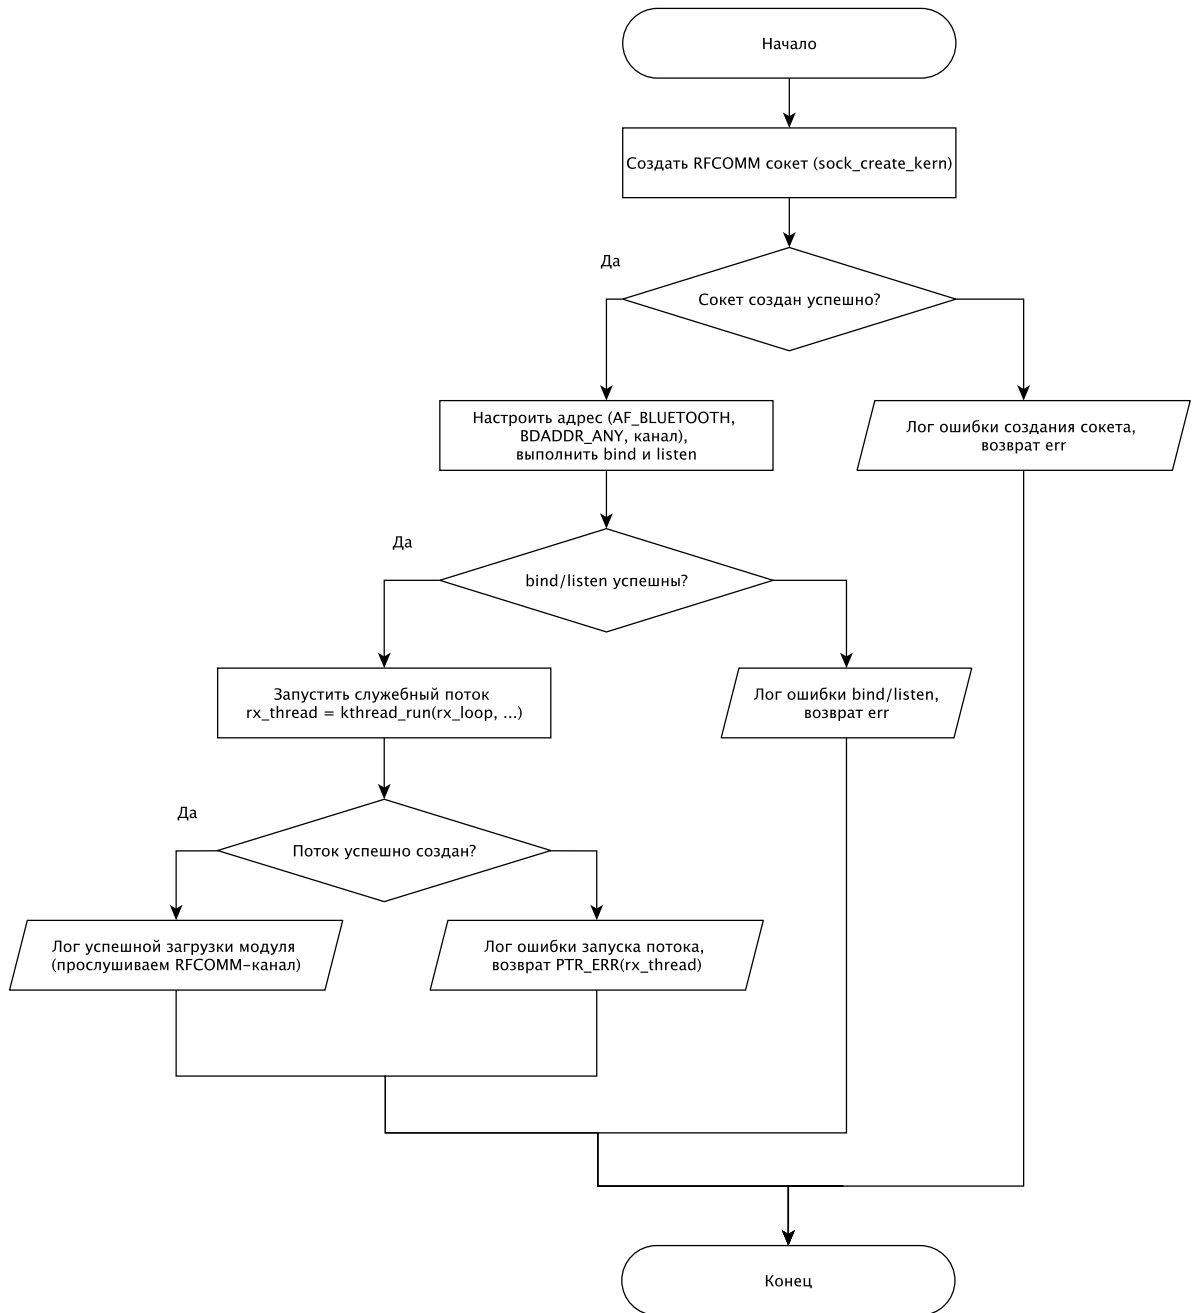 Начало
Создать RFCOMM сокет (sock_create_kern)
Да
Сокет создан успешно?
Настроить адрес (AF_BLUETOOTH,
BDADDR_ANY, канал),
выполнить bind и listen
Лог ошибки создания сокета,
возврат err
Да
bind/listen успешны?
Запустить служебный поток
rx_thread = kthread_run(rx_loop, ...)
Лог ошибки bind/listen,
возврат err
Да
Поток успешно создан?
Лог успешной загрузки модуля
(прослушиваем RFCOMM-канал)
Лог ошибки запуска потока,
возврат PTR_ERR(rx_thread)
Конец